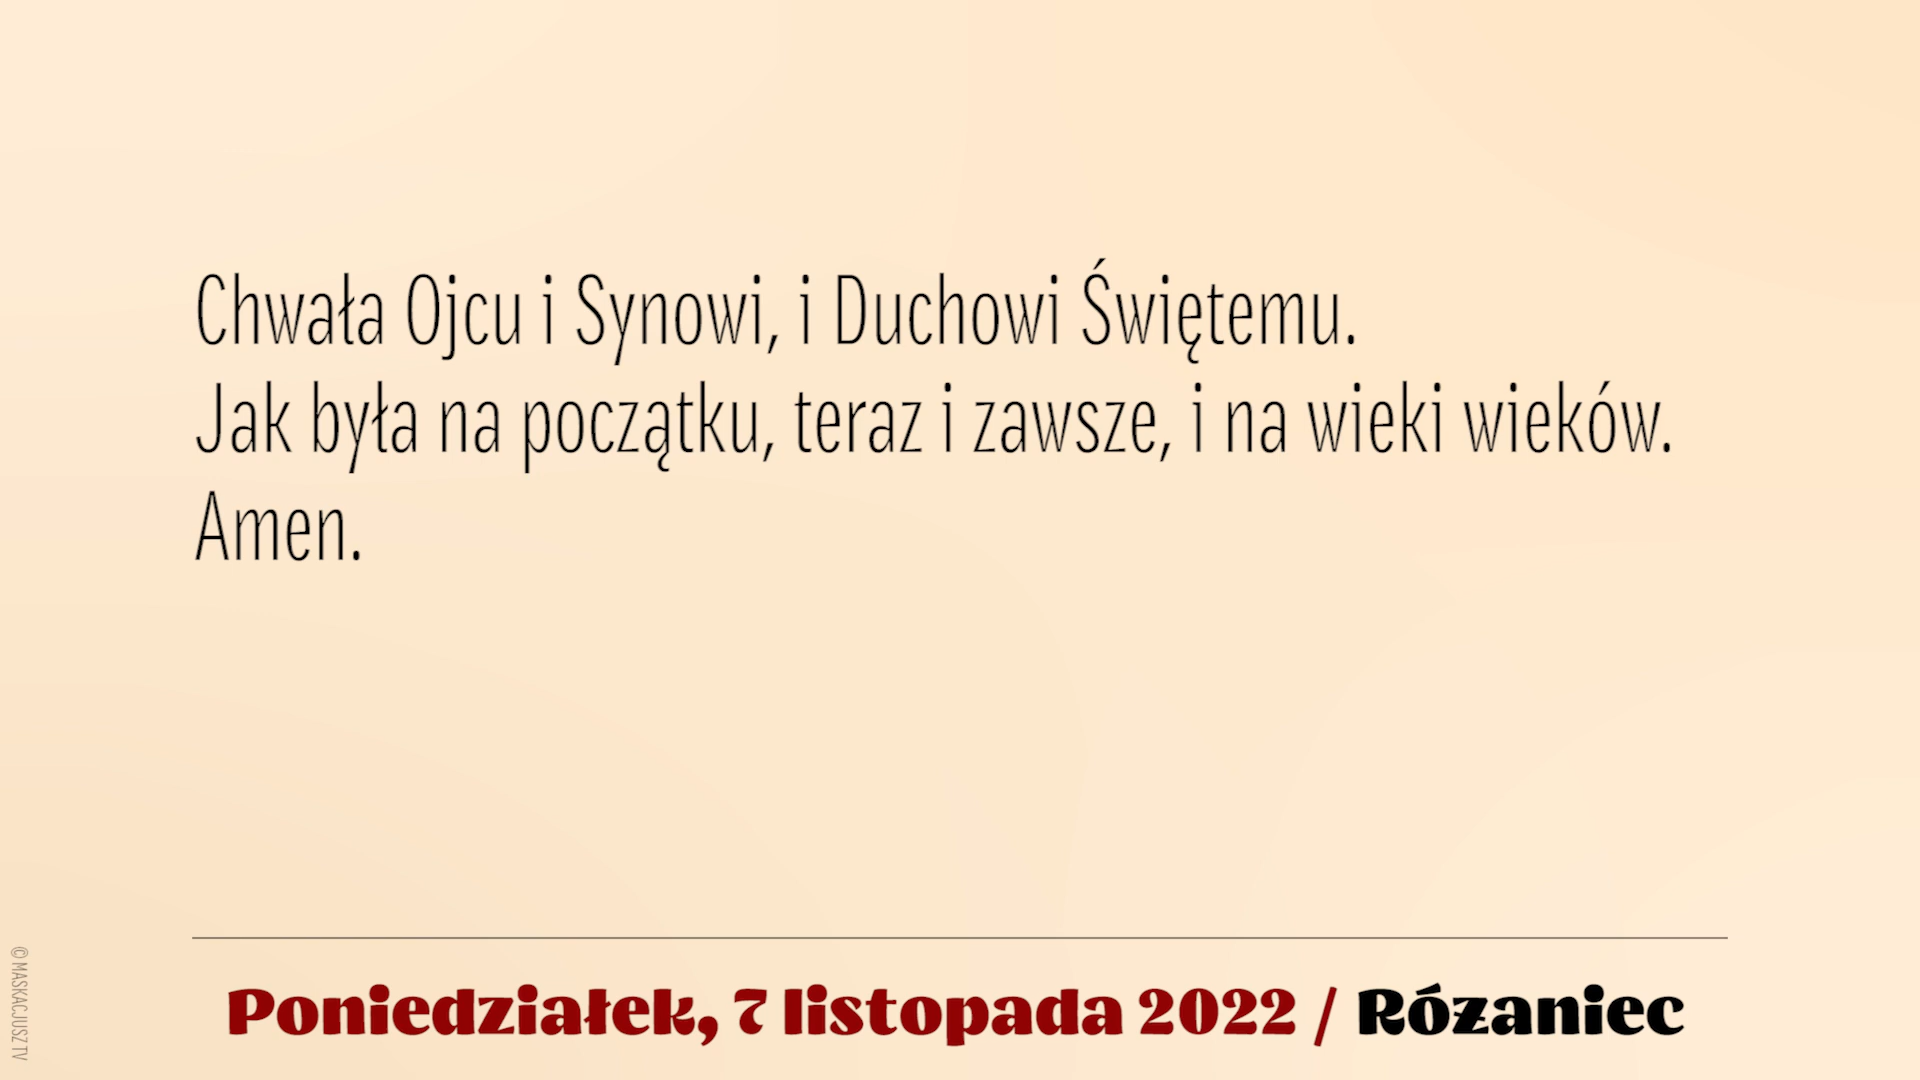 Chwała Ojcu i Synowi, i Duchowi Świętemu.
Jak była na początku, teraz i zawsze, i na wieki wieków.
Amen.
Poniedziałek, 7 listopada 2022 / Różaniec
© MASKACJUSZ TV